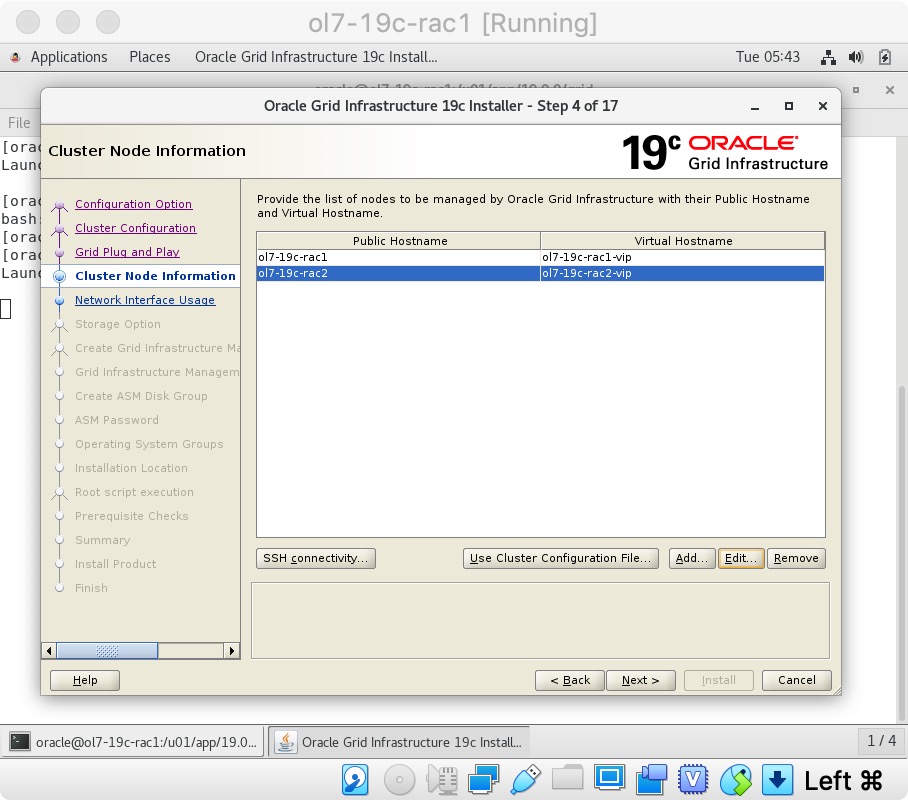 ol7-19c-rac1 [Running]
Applications Places Oracle Grid Infrastructure 19c Install... Tue 05:43
File
[orac
Laun
[orac
bash:
[orac
[orac
Laun
Oracle Grid Infrastructure 19c Installer - Step 4 of 17
Cluster Node Information
19c ORACLE
Grid Infrastructure
Configuration Option
Cluster Configuration
Grid Plug and Play
Cluster Node Information
Network Interface Usage
Storage Option
Create Grid Infrastructure Ma
Grid Infrastructure Managem
Create ASM Disk Group
ASM Password
Operating System Groups
Installation Location
Root script execution
Prerequisite Checks
Summary
Install Product
Finish
Provide the list of nodes to be managed by Oracle Grid Infrastructure with their Public Hostname
and Virtual Hostname.
Public Hostname Virtual Hostname
ol7-19c-rac1 ol7-19c-rac1-vip
ol7-19c-rac2 ol7-19c-rac2-vip
SSH connectivity... Use Cluster Configuration File... Add... Edit... Remove
Help < Back Next > Install Cancel
oracle@ol7-19c-rac1:/u01/app/19.0... Oracle Grid Infrastructure 19c Install... 1 / 4
Left ⌘